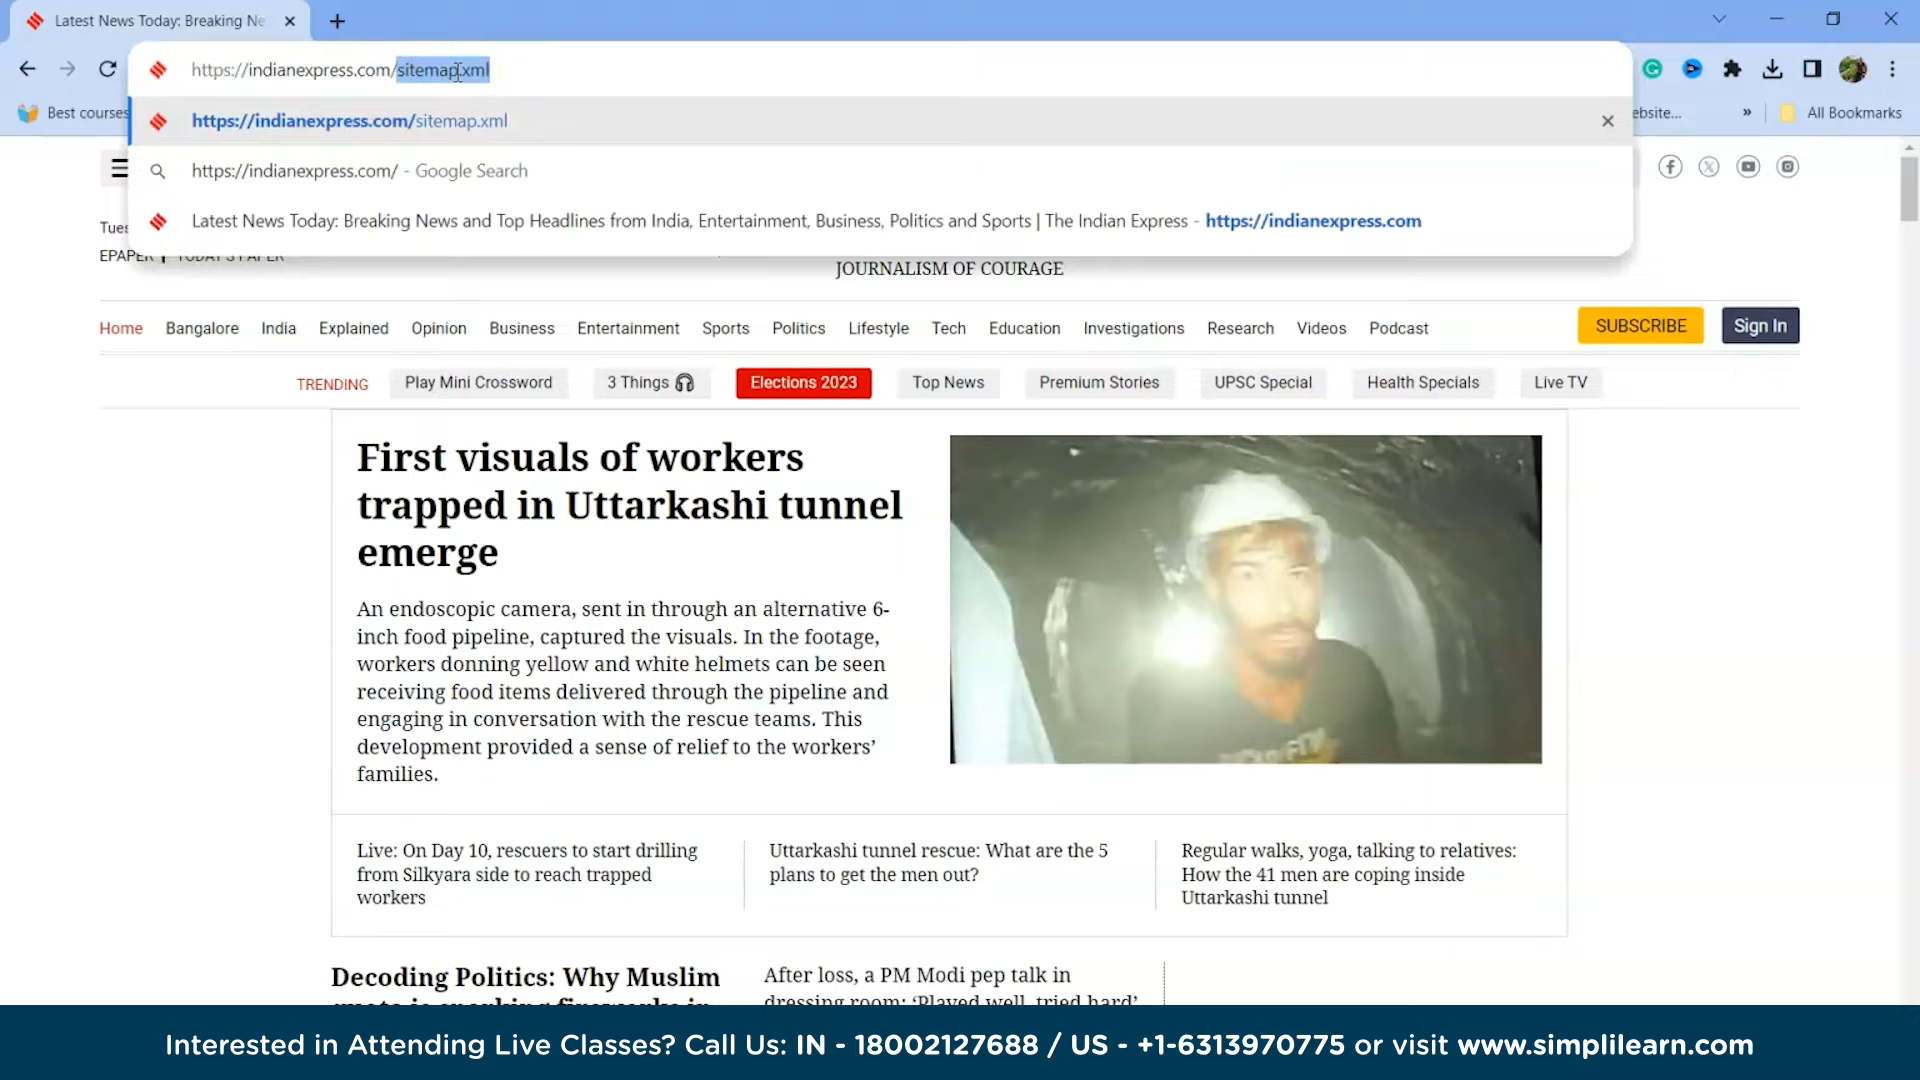 Latest News Today: Breaking Ne
https://indianexpress.com/sitemap.xml
Best courses
https://indianexpress.com/sitemap.xml
ebsite...
»
All Bookmarks
https://indianexpress.com/ - Google Search
Latest News Today: Breaking News and Top Headlines from India, Entertainment, Business, Politics and Sports | The Indian Express - https://indianexpress.com
Tues
EPAPER | TODAY'S PAPER
JOURNALISM OF COURAGE
Home Bangalore India Explained Opinion Business Entertainment Sports Politics Lifestyle Tech Education Investigations Research Videos Podcast
SUBSCRIBE
Sign In
TRENDING Play Mini Crossword 3 Things Elections 2023 Top News Premium Stories UPSC Special Health Specials Live TV
First visuals of workers
trapped in Uttarkashi tunnel
emerge
An endoscopic camera, sent in through an alternative 6-
inch food pipeline, captured the visuals. In the footage,
workers donning yellow and white helmets can be seen
receiving food items delivered through the pipeline and
engaging in conversation with the rescue teams. This
development provided a sense of relief to the workers’
families.
Live: On Day 10, rescuers to start drilling
from Silkyara side to reach trapped
workers
Uttarkashi tunnel rescue: What are the 5
plans to get the men out?
Regular walks, yoga, talking to relatives:
How the 41 men are coping inside
Uttarkashi tunnel
Decoding Politics: Why Muslim
After loss, a PM Modi pep talk in
dressing room: ‘Played well, tried hard’
Interested in Attending Live Classes? Call Us: IN - 18002127688 / US - +1-6313970775 or visit www.simplilearn.com